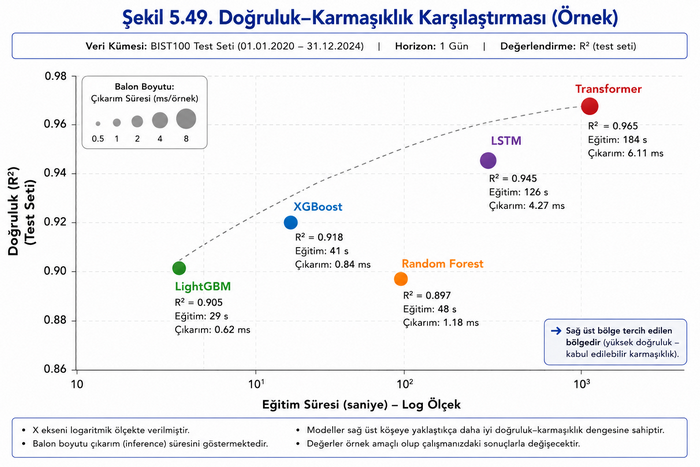 Şekil 5.49. Doğruluk–Karmaşıklık Karşılaştırması (Örnek)
Veri Kümesi: BIST100 Test Seti (01.01.2020 – 31.12.2024) | Horizon: 1 Gün | Değerlendirme: R² (test seti)
Doğruluk (R²)
(Test Seti)
0.98
0.96
0.94
0.92
0.90
0.88
0.86
Balon Boyutu:
Çıkarım Süresi (ms/örnek)
0.5 1 2 4 8
Transformer
R² = 0.965
Eğitim: 184 s
Çıkarım: 6.11 ms
LSTM
R² = 0.945
Eğitim: 126 s
Çıkarım: 4.27 ms
XGBoost
R² = 0.918
Eğitim: 41 s
Çıkarım: 0.84 ms
Random Forest
R² = 0.897
Eğitim: 48 s
Çıkarım: 1.18 ms
LightGBM
R² = 0.905
Eğitim: 29 s
Çıkarım: 0.62 ms
→ Sağ üst bölge tercih edilen
bölgedir (yüksek doğruluk –
kabul edilebilir karmaşıklık).
10 10¹ 10² 10³
Eğitim Süresi (saniye) – Log Ölçek
• X ekseni logaritmik ölçekte verilmiştir.
• Balon boyutu çıkarım (inference) süresini göstermektedir.
• Modeller sağ üst köşeye yaklaştıkça daha iyi doğruluk–karmaşıklık dengesine sahiptir.
• Değerler örnek amaçlı olup çalışmanızdaki sonuçlarla değişecektir.